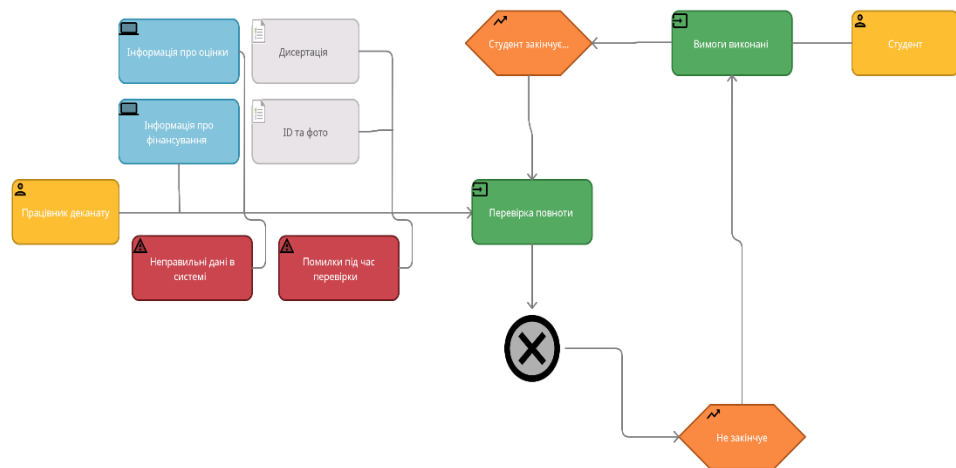 Інформація про оцінки
Дисертація
Студент закінчує...
Вимоги виконані
Студент
Інформація про
фінансування
ID та фото
Працівник деканату
Перевірка повноти
Неправильні дані в
системі
Помилки під час
перевірки
Не закінчує